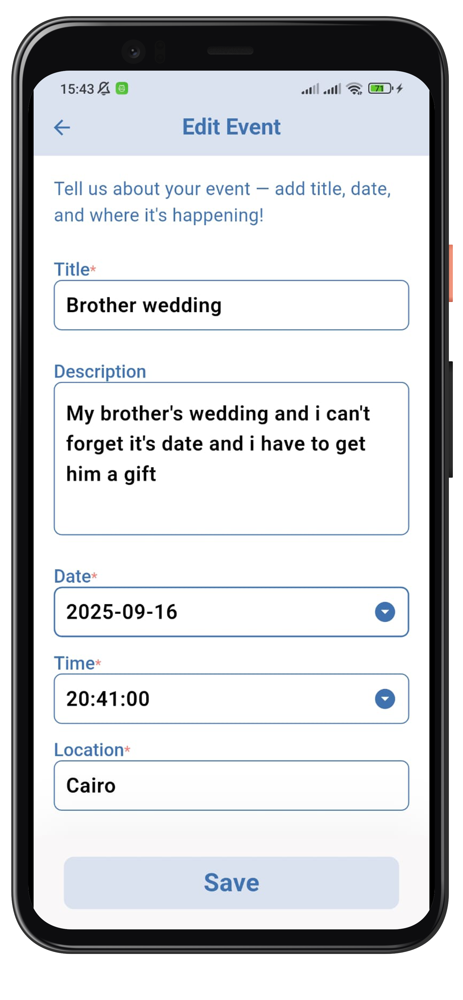 15:43
71
Edit Event
Tell us about your event — add title, date,
and where it's happening!
Title*
Brother wedding
Description
My brother's wedding and i can't
forget it's date and i have to get
him a gift
Date*
2025-09-16
Time*
20:41:00
Location*
Cairo
Save